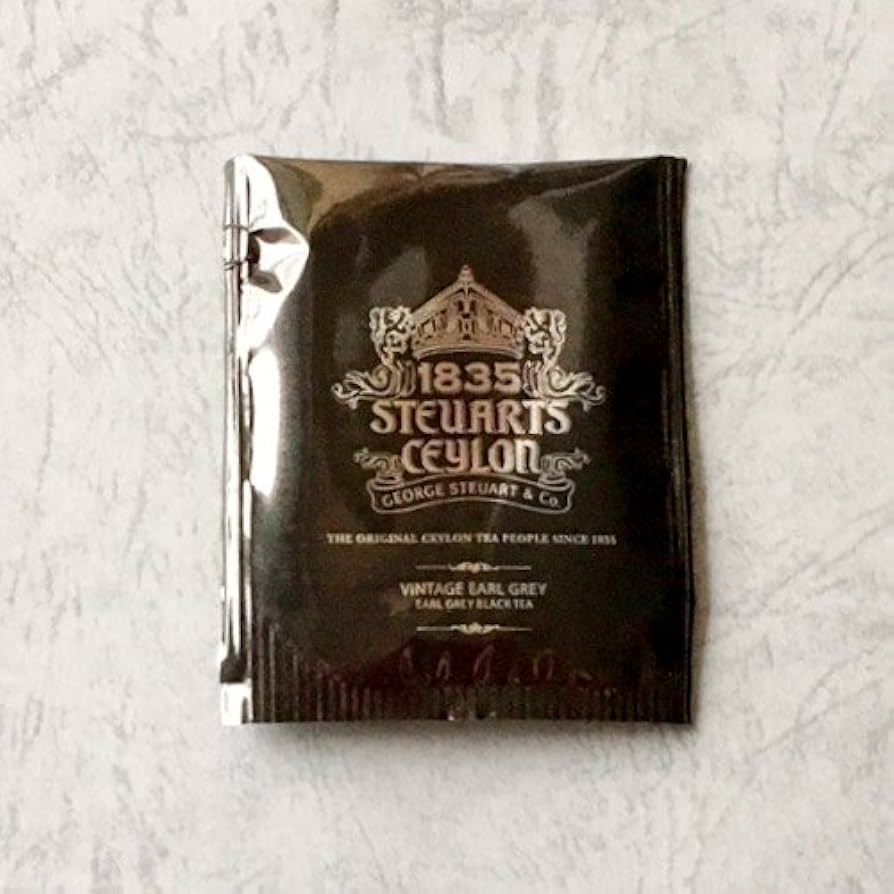 1835
STEUARTS
CEYLON
GEORGE STEUART & Co.
THE ORIGINAL CEYLON TEA PEOPLE SINCE 1835
VINTAGE EARL GREY
EARL GREY BLACK TEA